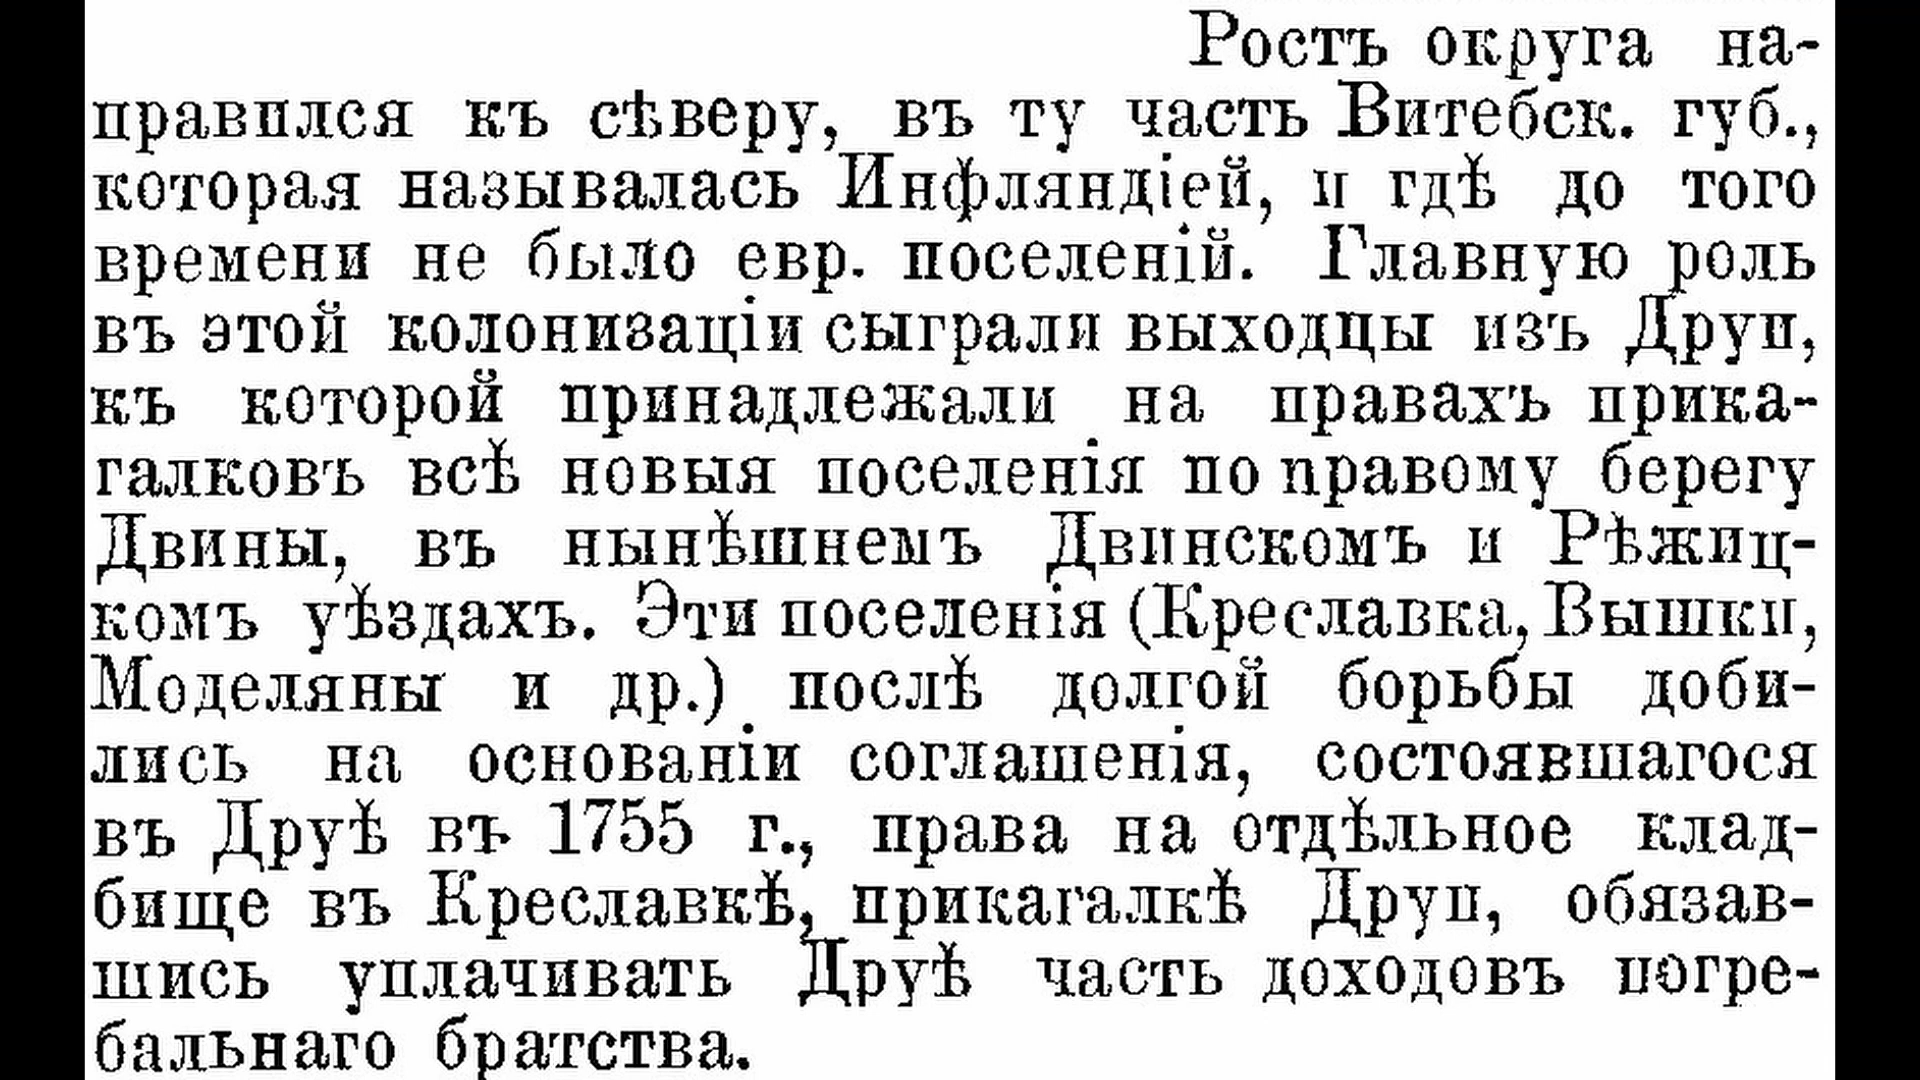 Ростъ округа на-
правился къ сѣверу, въ ту часть Витебск. губ.,
которая называлась Инфляндіей, и гдѣ до того
времени не было евр. поселеній. Главную роль
въ этой колонизаціи сыграли выходцы изъ Друи,
къ которой принадлежали на правахъ прика-
галковъ всѣ новыя поселенія по правому берегу
Двины, въ нынѣшнемъ Двинскомъ и Рѣжиц-
комъ уѣздахъ. Эти поселенія (Креславка, Вышки,
Моделяны и др.) послѣ долгой борьбы доби-
лись на основаніи соглашенія, состоявшагося
въ Друѣ въ 1755 г., права на отдѣльное клад-
бище въ Креславкѣ, прикагалкѣ Друи, обязав-
шись уплачивать Друѣ часть доходовъ погре-
бальнаго братства.